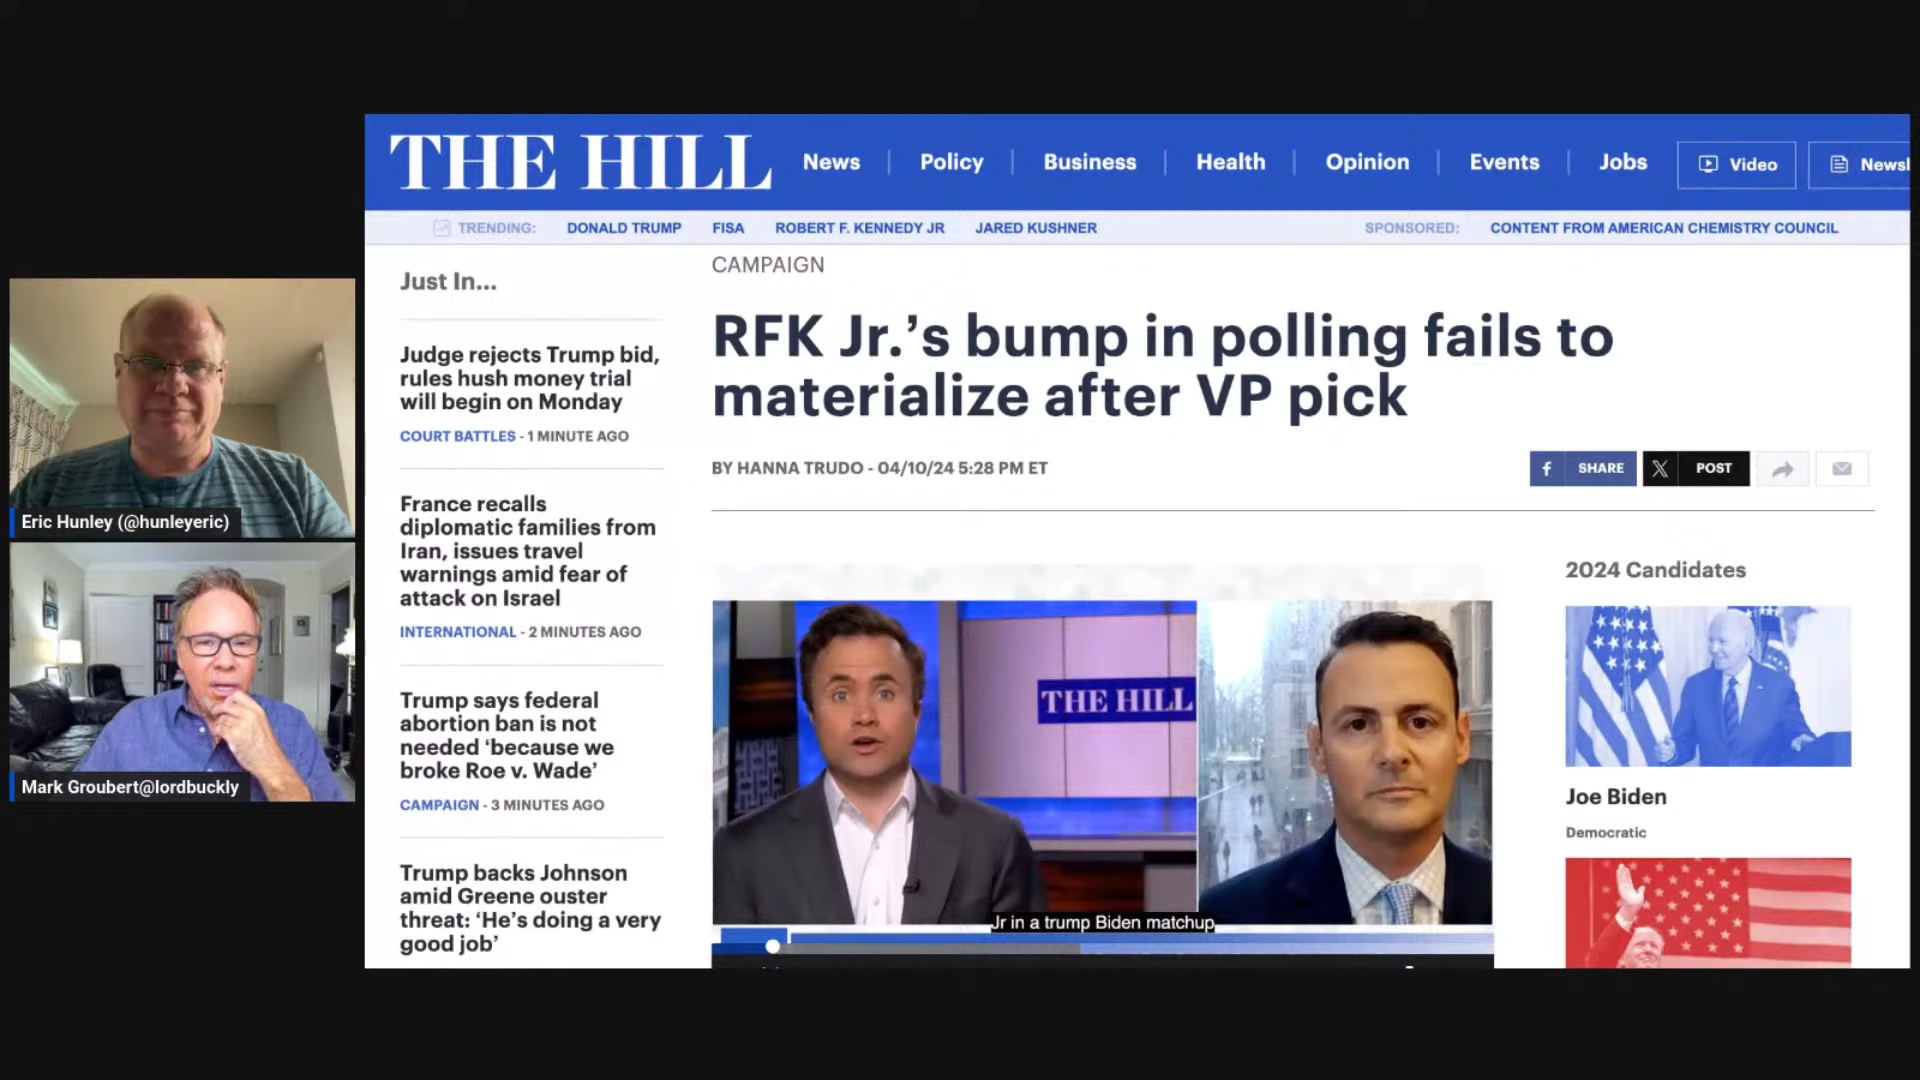 THE HILL
News
Policy
Business
Health
Opinion
Events
Jobs
Video
TRENDING:
DONALD TRUMP
FISA
ROBERT F. KENNEDY JR
JARED KUSHNER
SPONSORED:
CONTENT FROM AMERICAN CHEMISTRY COUNCIL
Just In...
Judge rejects Trump bid,
rules hush money trial
will begin on Monday
COURT BATTLES - 1 MINUTE AGO
France recalls
diplomatic families from
Iran, issues travel
warnings amid fear of
attack on Israel
INTERNATIONAL - 2 MINUTES AGO
Trump says federal
abortion ban is not
needed ‘because we
broke Roe v. Wade’
CAMPAIGN - 3 MINUTES AGO
Trump backs Johnson
amid Greene ouster
threat: ‘He’s doing a very
good job’
CAMPAIGN
RFK Jr.’s bump in polling fails to
materialize after VP pick
BY HANNA TRUDO - 04/10/24 5:28 PM ET
SHARE
POST
THE HILL
Jr in a trump Biden matchup
2024 Candidates
Joe Biden
Democratic
Eric Hunley (@hunleyeric)
Mark Groubert@lordbuckly